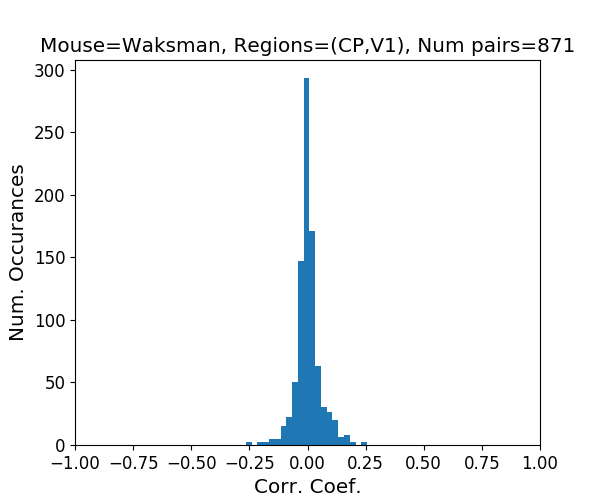 Mouse=Waksman, Regions=(CP,V1), Num pairs=871
300
250
200
150
100
50
0
Num. Occurances
−1.00 −0.75 −0.50 −0.25 0.00 0.25 0.50 0.75 1.00
Corr. Coef.